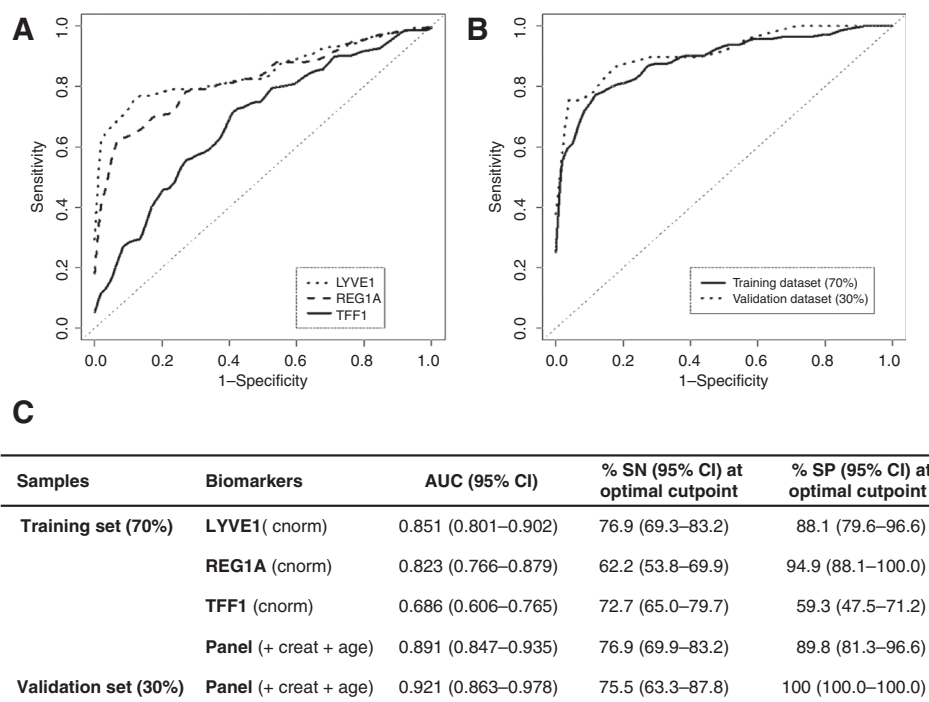 A
1.0
0.8
0.6
0.4
0.2
0.0
Sensitivity
LYVE1
REG1A
TFF1
0.0 0.2 0.4 0.6 0.8 1.0
1–Specificity
B
1.0
0.8
0.6
0.4
0.2
0.0
Sensitivity
Training dataset (70%)
Validation dataset (30%)
0.0 0.2 0.4 0.6 0.8 1.0
1–Specificity
C
Samples Biomarkers AUC (95% CI) % SN (95% CI) at optimal cutpoint % SP (95% CI) at optimal cutpoint
Training set (70%) LYVE1( cnorm) 0.851 (0.801–0.902) 76.9 (69.3–83.2) 88.1 (79.6–96.6)
REG1A (cnorm) 0.823 (0.766–0.879) 62.2 (53.8–69.9) 94.9 (88.1–100.0)
TFF1 (cnorm) 0.686 (0.606–0.765) 72.7 (65.0–79.7) 59.3 (47.5–71.2)
Panel (+ creat + age) 0.891 (0.847–0.935) 76.9 (69.9–83.2) 89.8 (81.3–96.6)
Validation set (30%) Panel (+ creat + age) 0.921 (0.863–0.978) 75.5 (63.3–87.8) 100 (100.0–100.0)